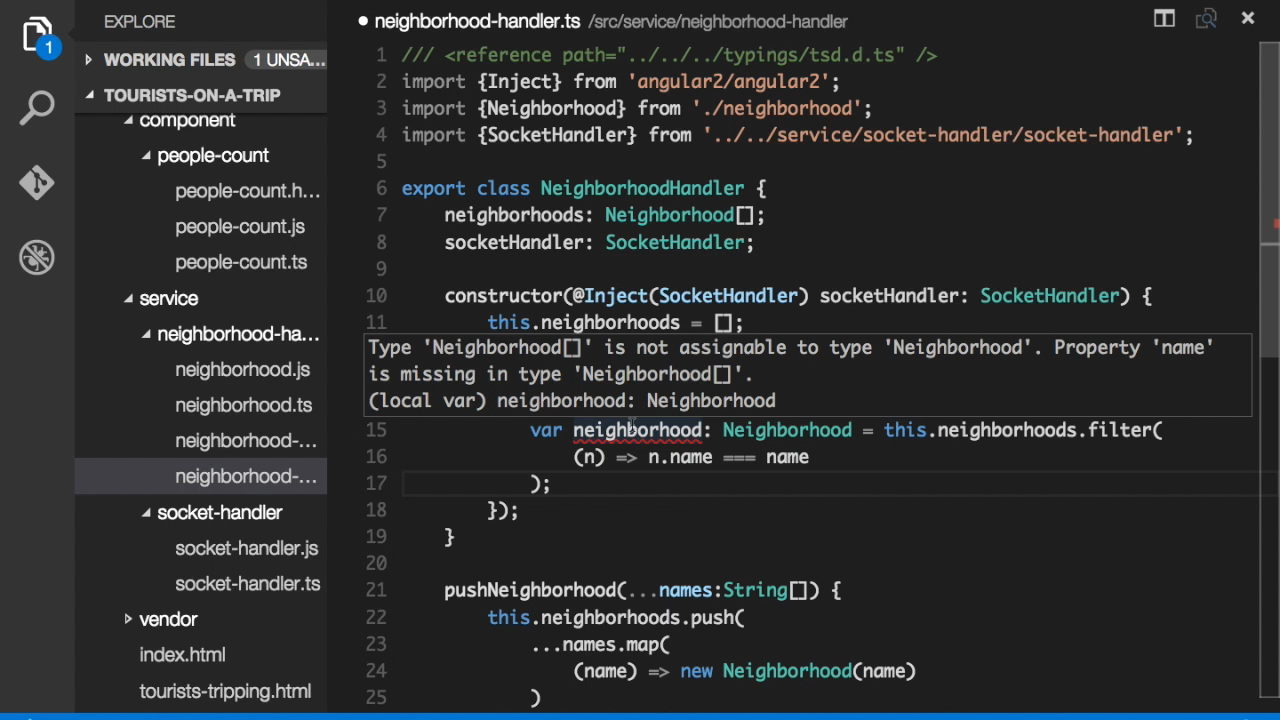 EXPLORE
1
WORKING FILES 1 UNSA...
TOURISTS-ON-A-TRIP
component
people-count
people-count.h...
people-count.js
people-count.ts
service
neighborhood-ha...
neighborhood.js
neighborhood.ts
neighborhood-...
neighborhood-...
socket-handler
socket-handler.js
socket-handler.ts
vendor
index.html
tourists-tripping.html
neighborhood-handler.ts /src/service/neighborhood-handler
1 /// <reference path="../../../typings/tsd.d.ts" />
2 import {Inject} from 'angular2/angular2';
3 import {Neighborhood} from './neighborhood';
4 import {SocketHandler} from '../../service/socket-handler/socket-handler';
5
6 export class NeighborhoodHandler {
7 neighborhoods: Neighborhood[];
8 socketHandler: SocketHandler;
9
10 constructor(@Inject(SocketHandler) socketHandler: SocketHandler) {
11 this.neighborhoods = [];
Type 'Neighborhood[]' is not assignable to type 'Neighborhood'. Property 'name'
is missing in type 'Neighborhood[]'.
(local var) neighborhood: Neighborhood
15 var neighborhood: Neighborhood = this.neighborhoods.filter(
16 (n) => n.name === name
17 );
18 });
19 }
20
21 pushNeighborhood(...names:String[]) {
22 this.neighborhoods.push(
23 ...names.map(
24 (name) => new Neighborhood(name)
25 )